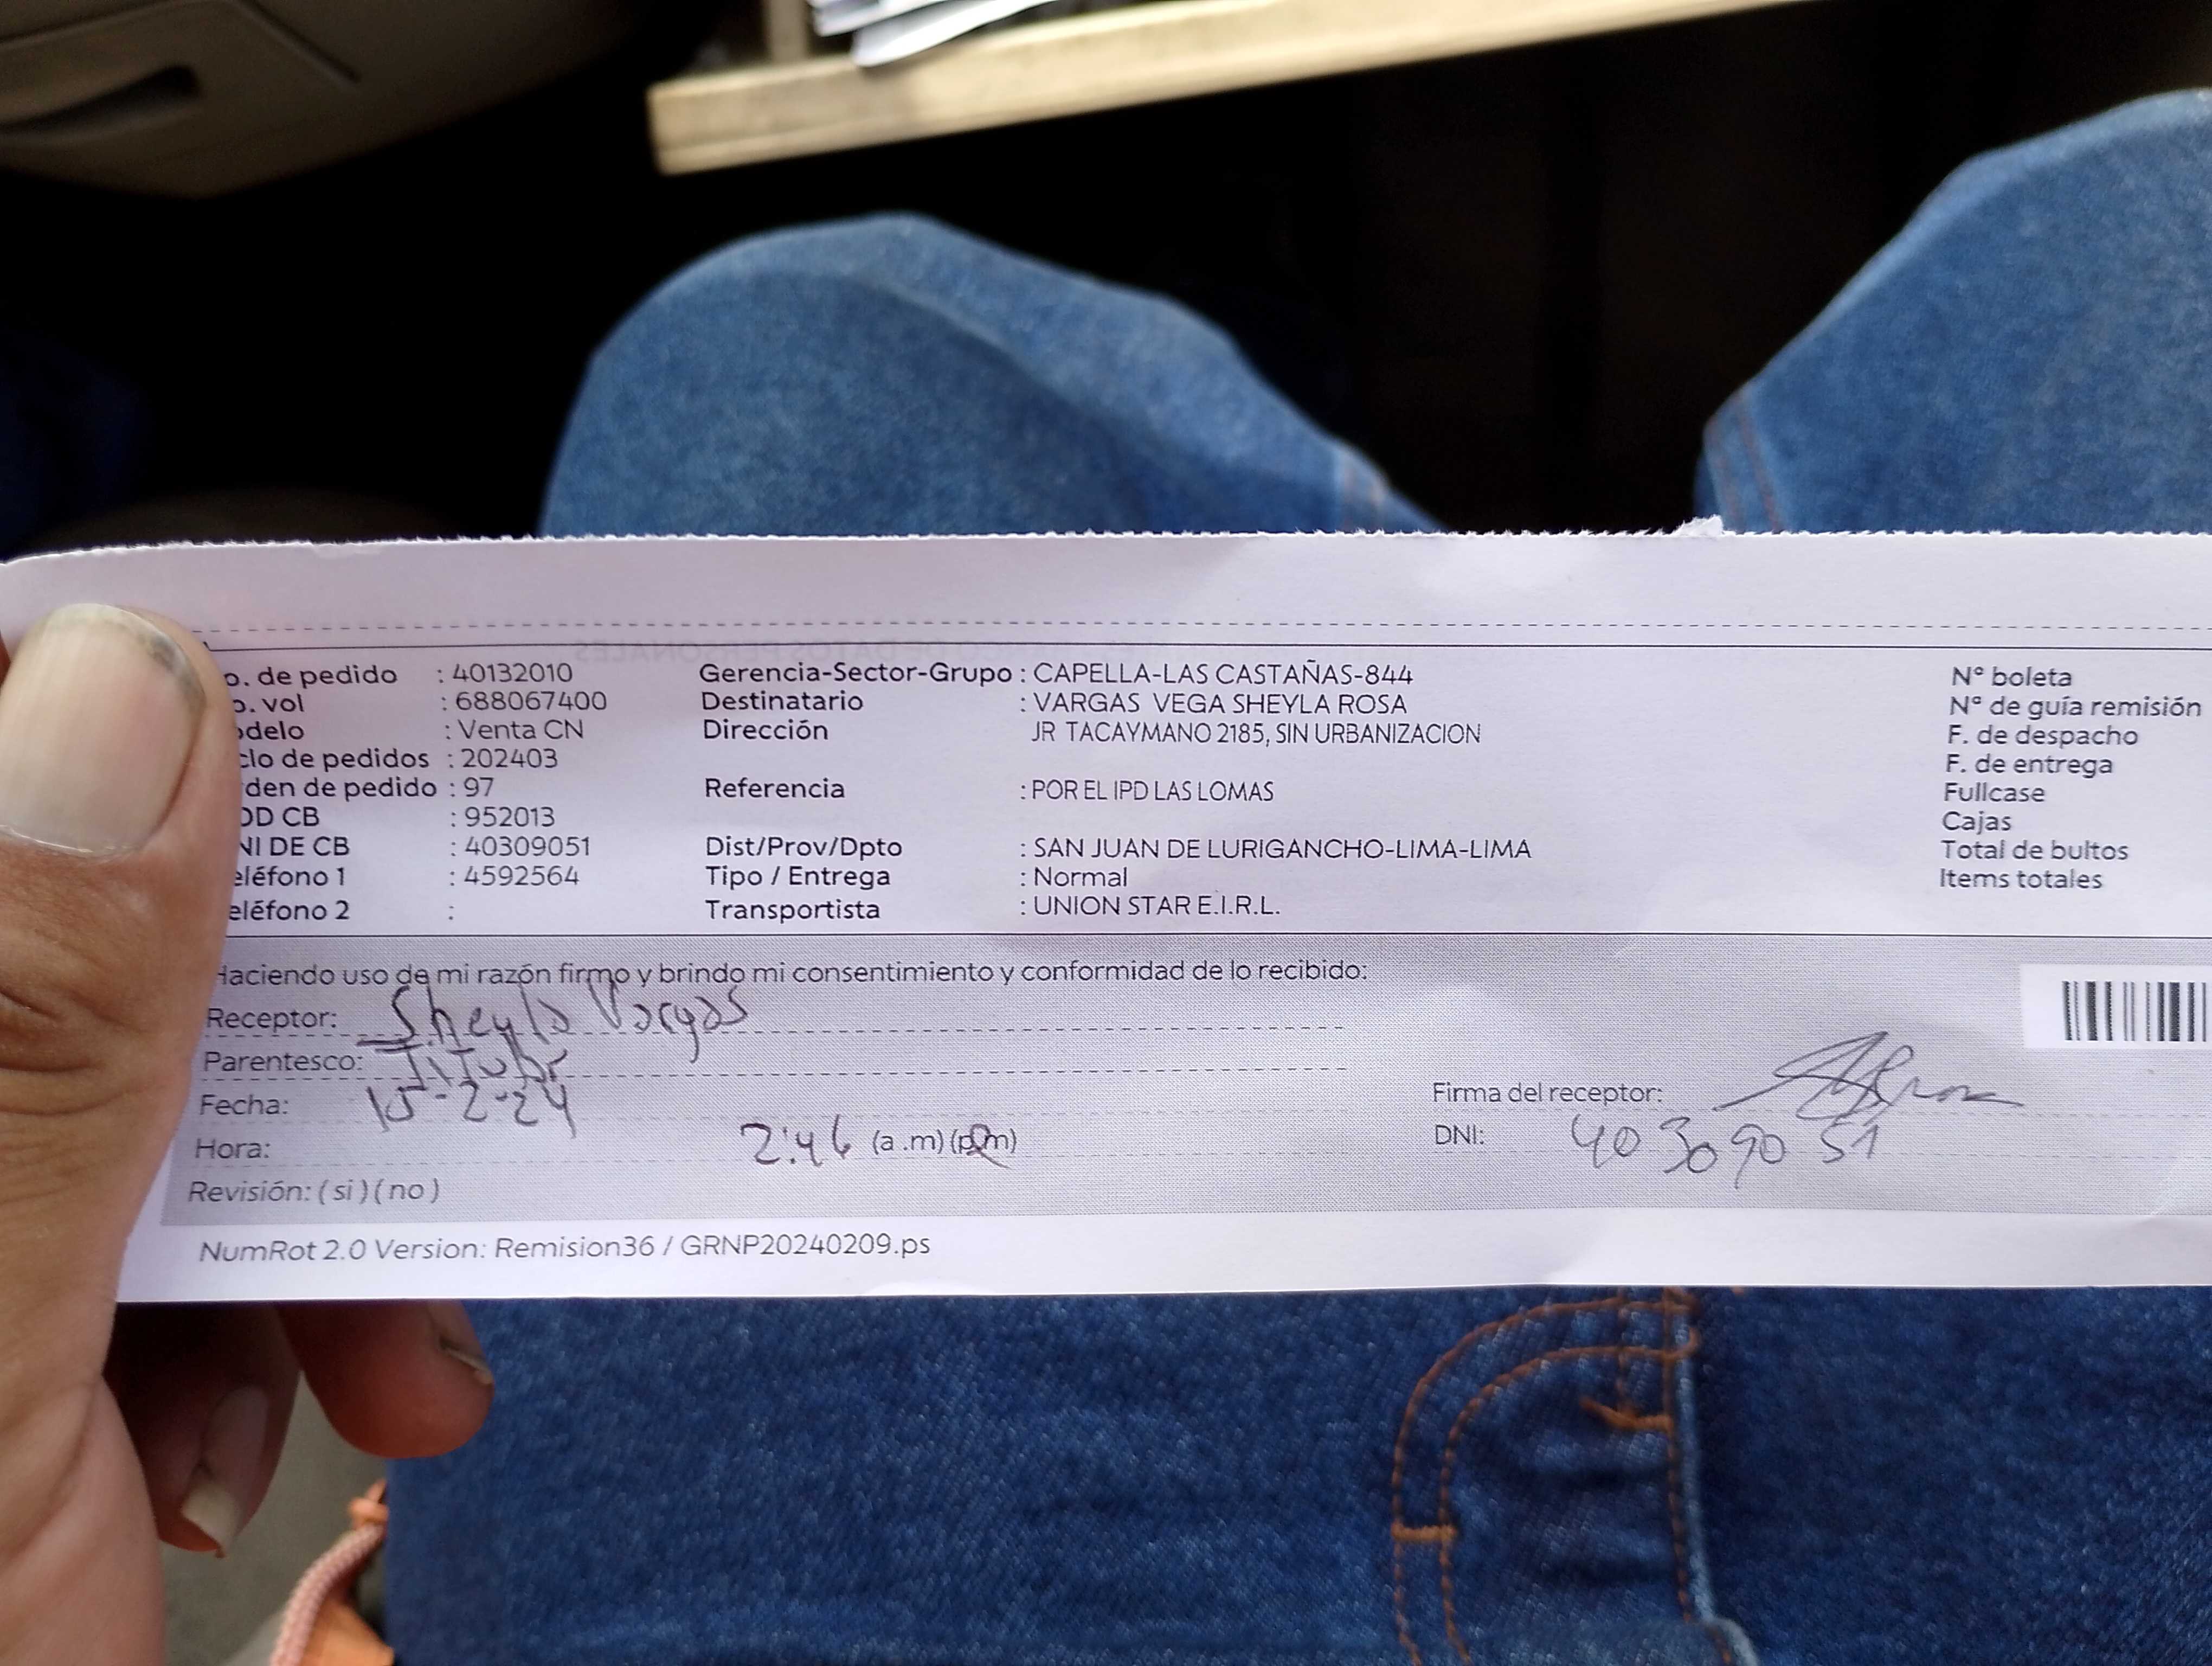 o. de pedido : 40132010 Gerencia-Sector-Grupo : CAPELLA-LAS CASTAÑAS-844 N° boleta
o. vol : 688067400 Destinatario : VARGAS VEGA SHEYLA ROSA N° de guía remisión
odelo : Venta CN Dirección JR TACAYMANO 2185, SIN URBANIZACION F. de despacho
clo de pedidos : 202403 F. de entrega
den de pedido : 97 Referencia : POR EL IPD LAS LOMAS Fullcase
OD CB : 952013 Cajas
NI DE CB : 40309051 Dist/Prov/Dpto : SAN JUAN DE LURIGANCHO-LIMA-LIMA Total de bultos
eléfono 1 : 4592564 Tipo / Entrega : Normal Items totales
eléfono 2 : Transportista : UNION STAR E.I.R.L.
Haciendo uso de mi razón firmo y brindo mi consentimiento y conformidad de lo recibido:
Receptor: Sheyla Vargas
Parentesco: Titular
Fecha: 15-2-24 Firma del receptor:
Hora: 2:46 (a.m) (p.m) DNI: 40309051
Revisión: ( si ) ( no )
NumRot 2.0 Version: Remision36 / GRNP20240209.ps